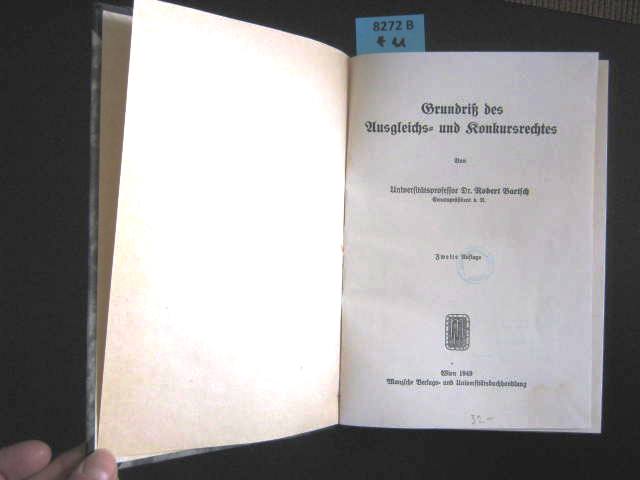 8272 B
Grundriß des
Ausgleichs- und Konkursrechtes
Von
Universitätsprofessor Dr. Robert Bartsch
Senatspräsident d. R.
Zweite Auflage
Wien 1949
Manzsche Verlags- und Universitätsbuchhandlung
32.-